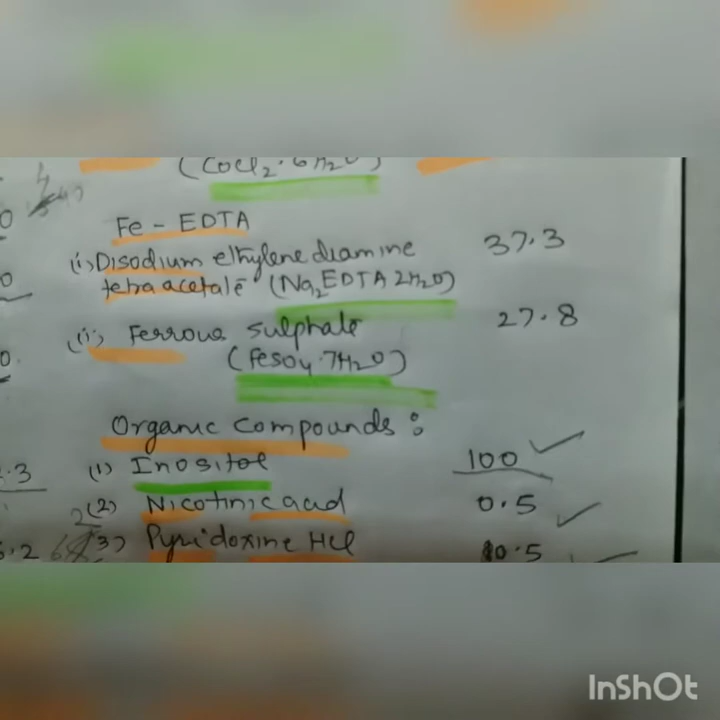 (CoCl2·6H2O)
Fe - EDTA
(i) Disodium ethylene diamine 37.3
tetra acetate (Na2EDTA 2H2O)
(ii) Ferrous sulphate 27.8
(FeSO4·7H2O)
Organic Compounds :
(1) Inositol 100
(2) Nicotinic acid 0.5
(3) Pyridoxine HCl 0.5
InShOt